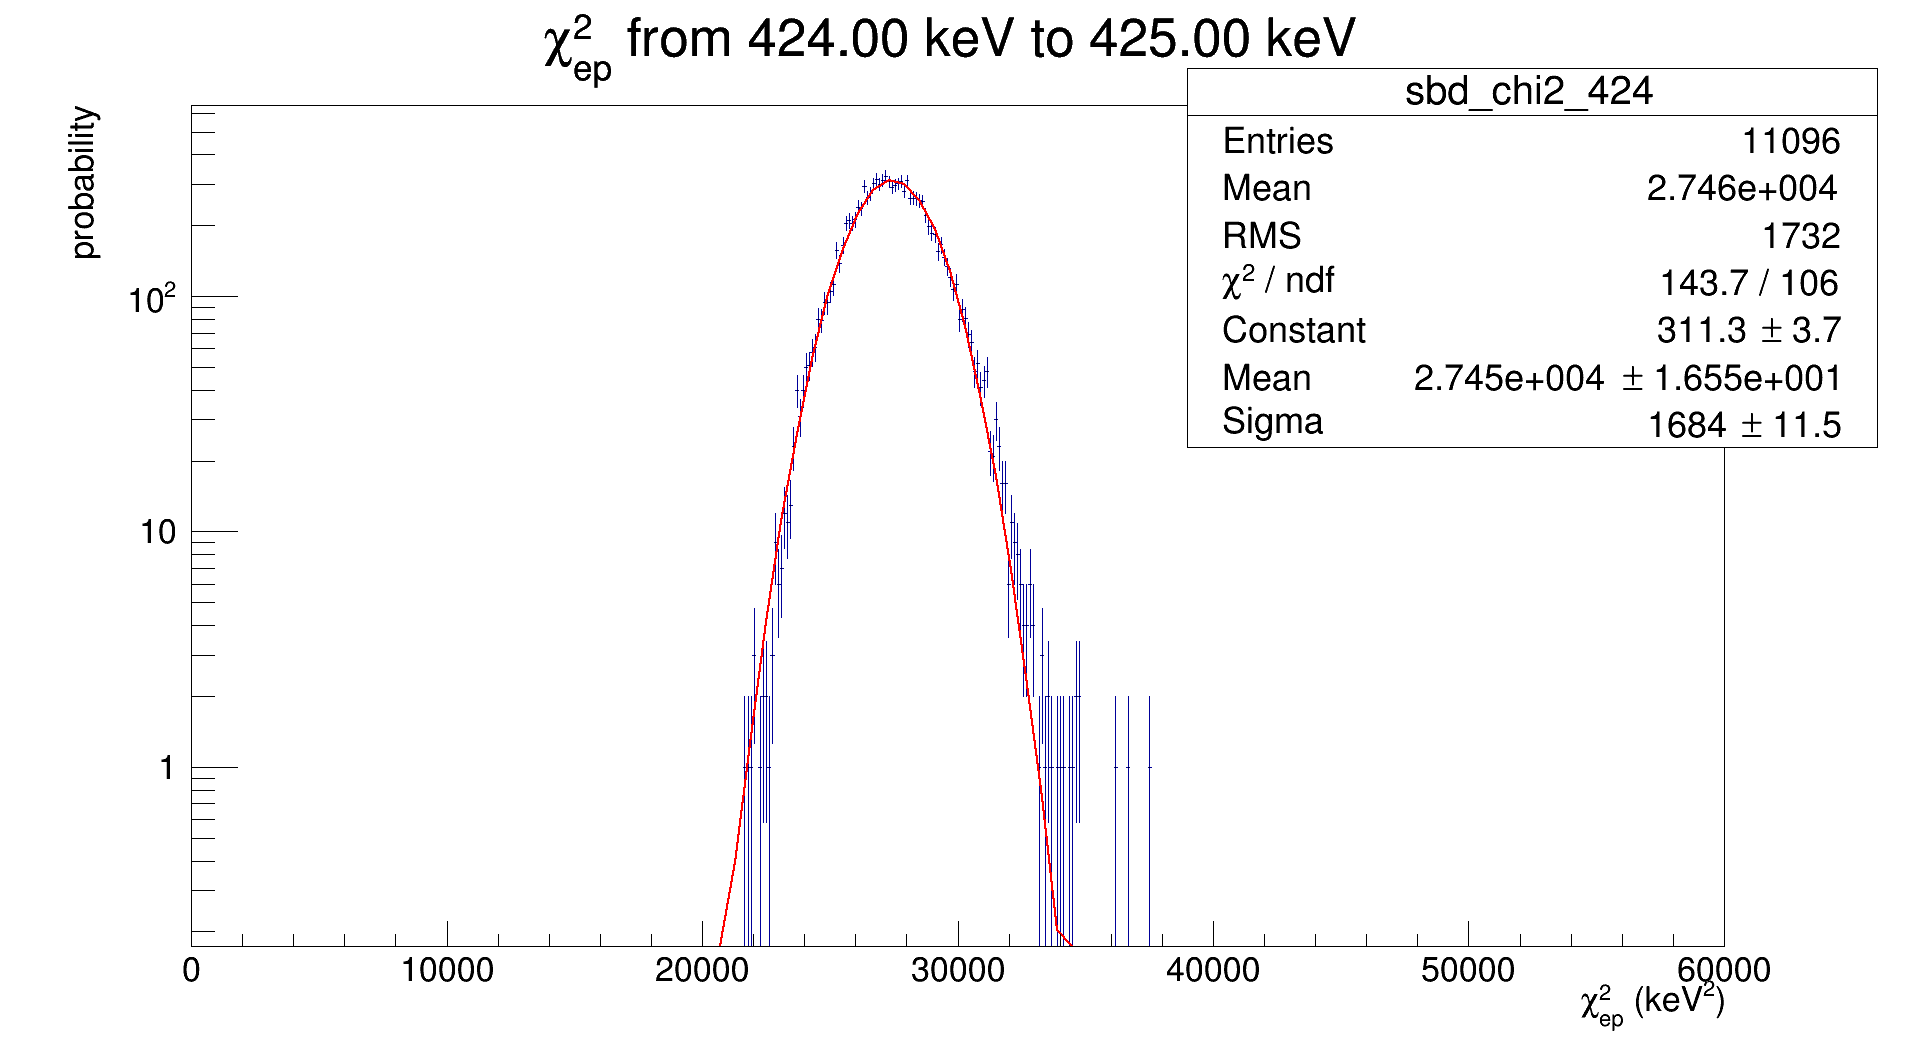 χ²ep from 424.00 keV to 425.00 keV
sbd_chi2_424
Entries 11096
Mean 2.746e+004
RMS 1732
χ² / ndf 143.7 / 106
Constant 311.3 ± 3.7
Mean 2.745e+004 ± 1.655e+001
Sigma 1684 ± 11.5
probability
10²
10
1
0 10000 20000 30000 40000 50000 60000
χ²ep (keV²)